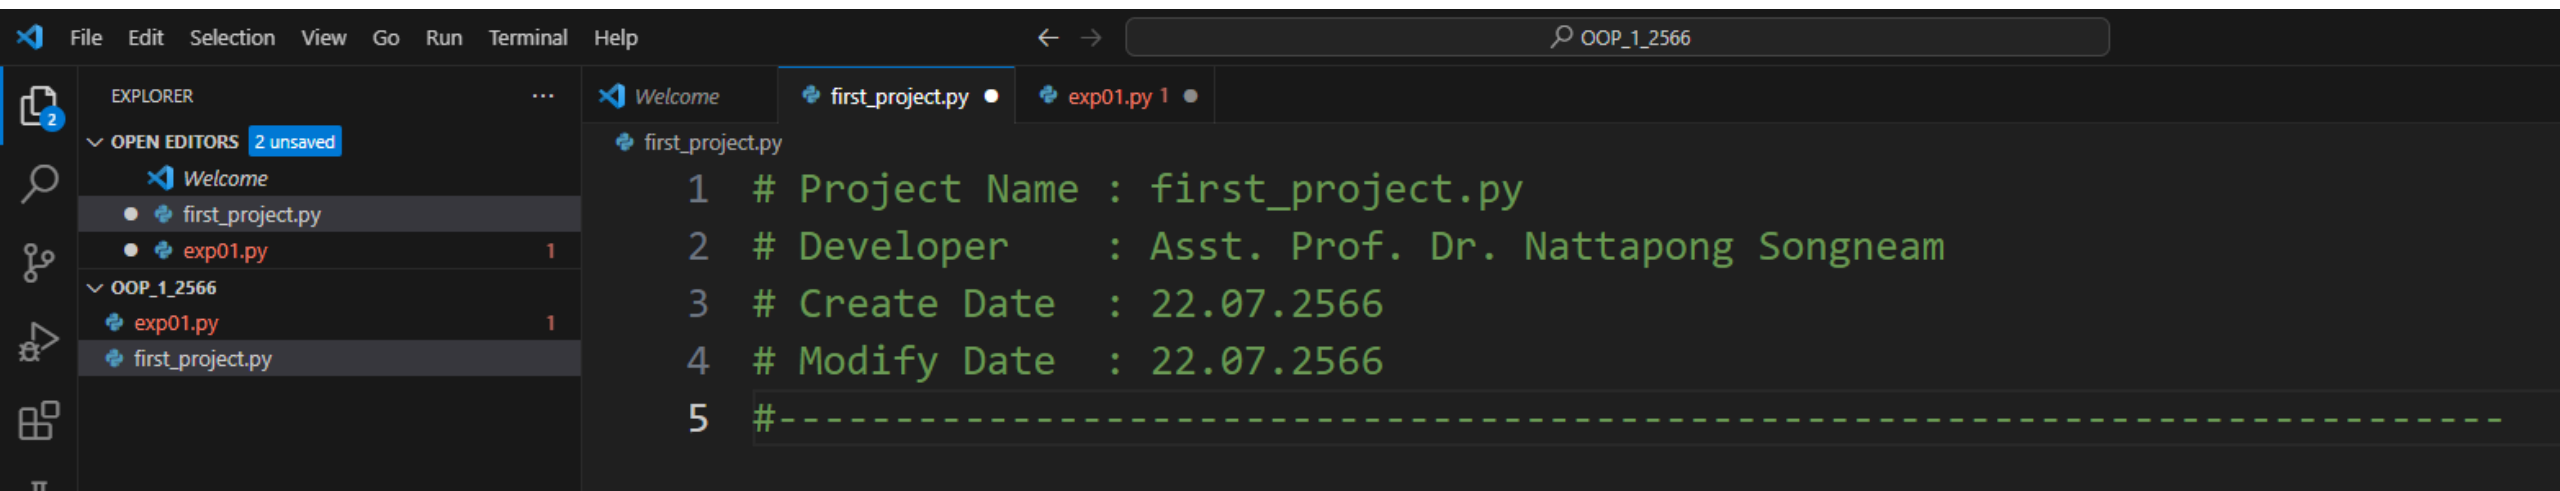 File Edit Selection View Go Run Terminal Help
OOP_1_2566
EXPLORER
2
OPEN EDITORS 2 unsaved
Welcome
first_project.py
exp01.py 1
OOP_1_2566
exp01.py 1
first_project.py
Welcome first_project.py exp01.py 1
first_project.py
1 # Project Name : first_project.py
2 # Developer    : Asst. Prof. Dr. Nattapong Songneam
3 # Create Date  : 22.07.2566
4 # Modify Date  : 22.07.2566
5 #--------------------------------------------------------------------------